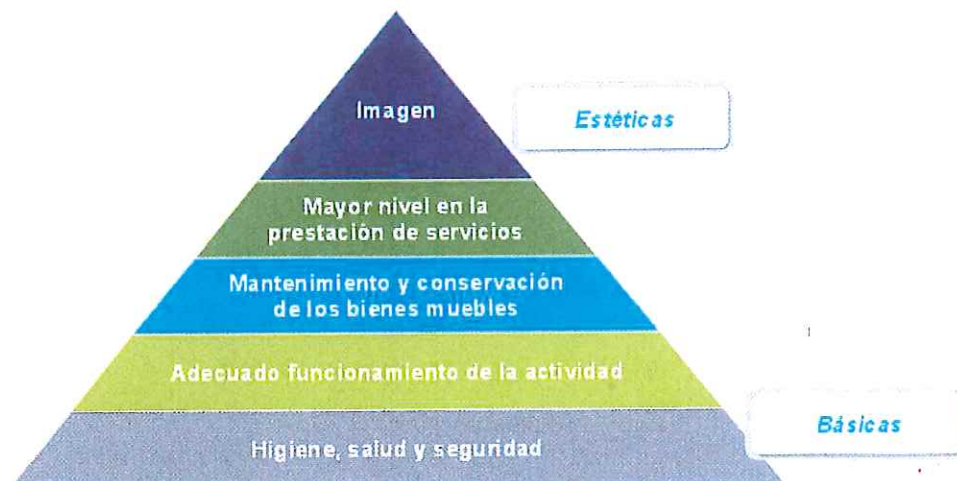 Imagen
Estéticas
Mayor nivel en la
prestación de servicios
Mantenimiento y conservación
de los bienes muebles
Adecuado funcionamiento de la actividad
Básicas
Higiene, salud y seguridad